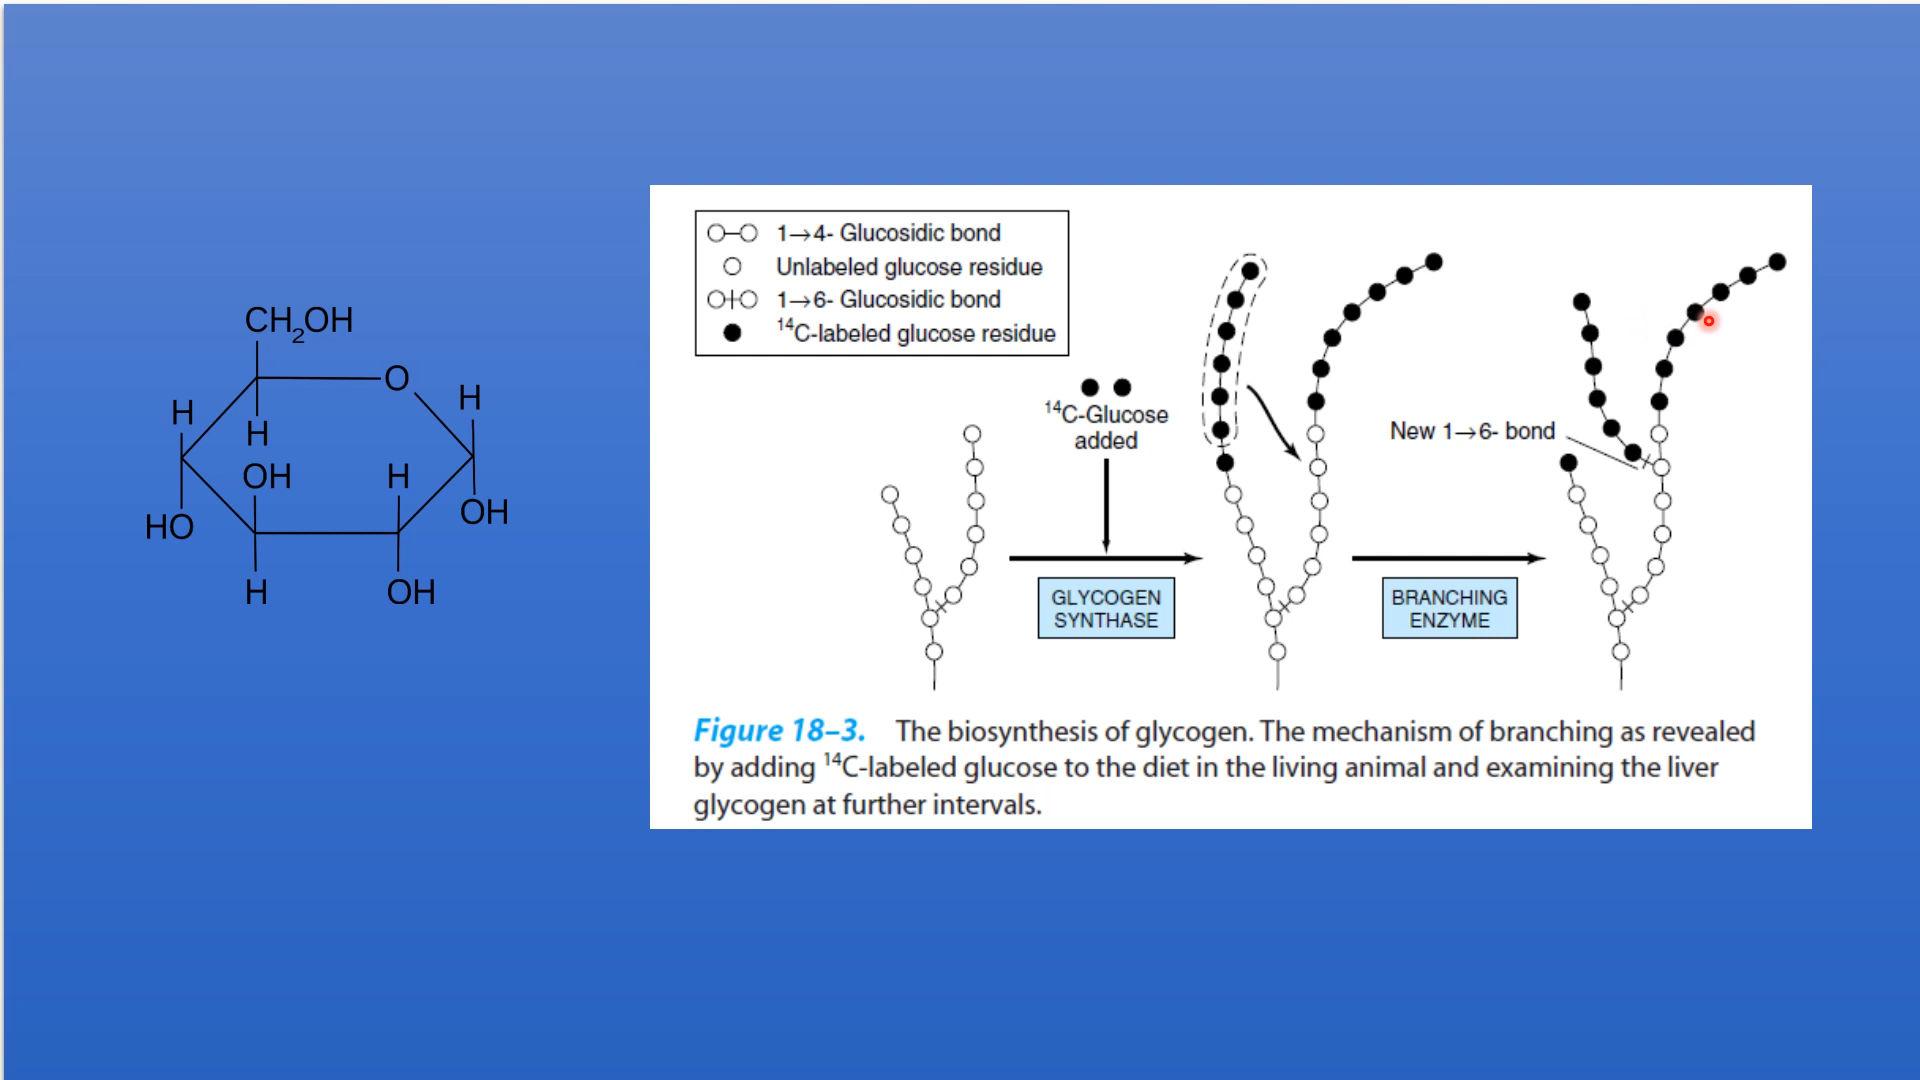 CH₂OH
O
H
H
H
OH
H
HO
OH
H
OH
1→4- Glucosidic bond
Unlabeled glucose residue
1→6- Glucosidic bond
¹⁴C-labeled glucose residue
¹⁴C-Glucose
added
New 1→6- bond
GLYCOGEN
SYNTHASE
BRANCHING
ENZYME
Figure 18–3. The biosynthesis of glycogen. The mechanism of branching as revealed
by adding ¹⁴C-labeled glucose to the diet in the living animal and examining the liver
glycogen at further intervals.